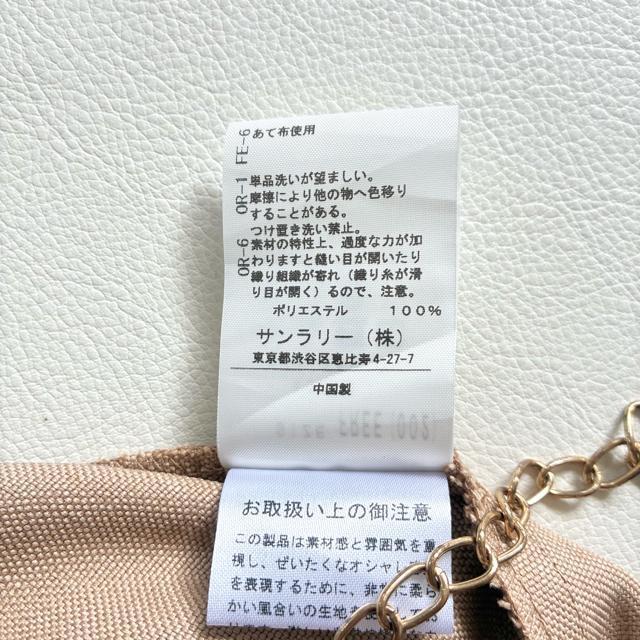 FE-6 あて布使用
OR-1 単品洗いが望ましい。
摩擦により他の物へ色移り
することがある。
つけ置き洗い禁止。
OR-6 素材の特性上、過度な力が加
わりますと縫い目が開いたり
織り組織が寄れ（織り糸が滑
り目が開く）るので、注意。
ポリエステル 100%
サンラリー（株）
東京都渋谷区恵比寿4-27-7
中国製
SIZE FREE (002)
お取扱い上の御注意
この製品は素材感と雰囲気を重
視し、ぜいたくなオシャレ
を表現するために、非常に柔ら
かい風合いの生地を使